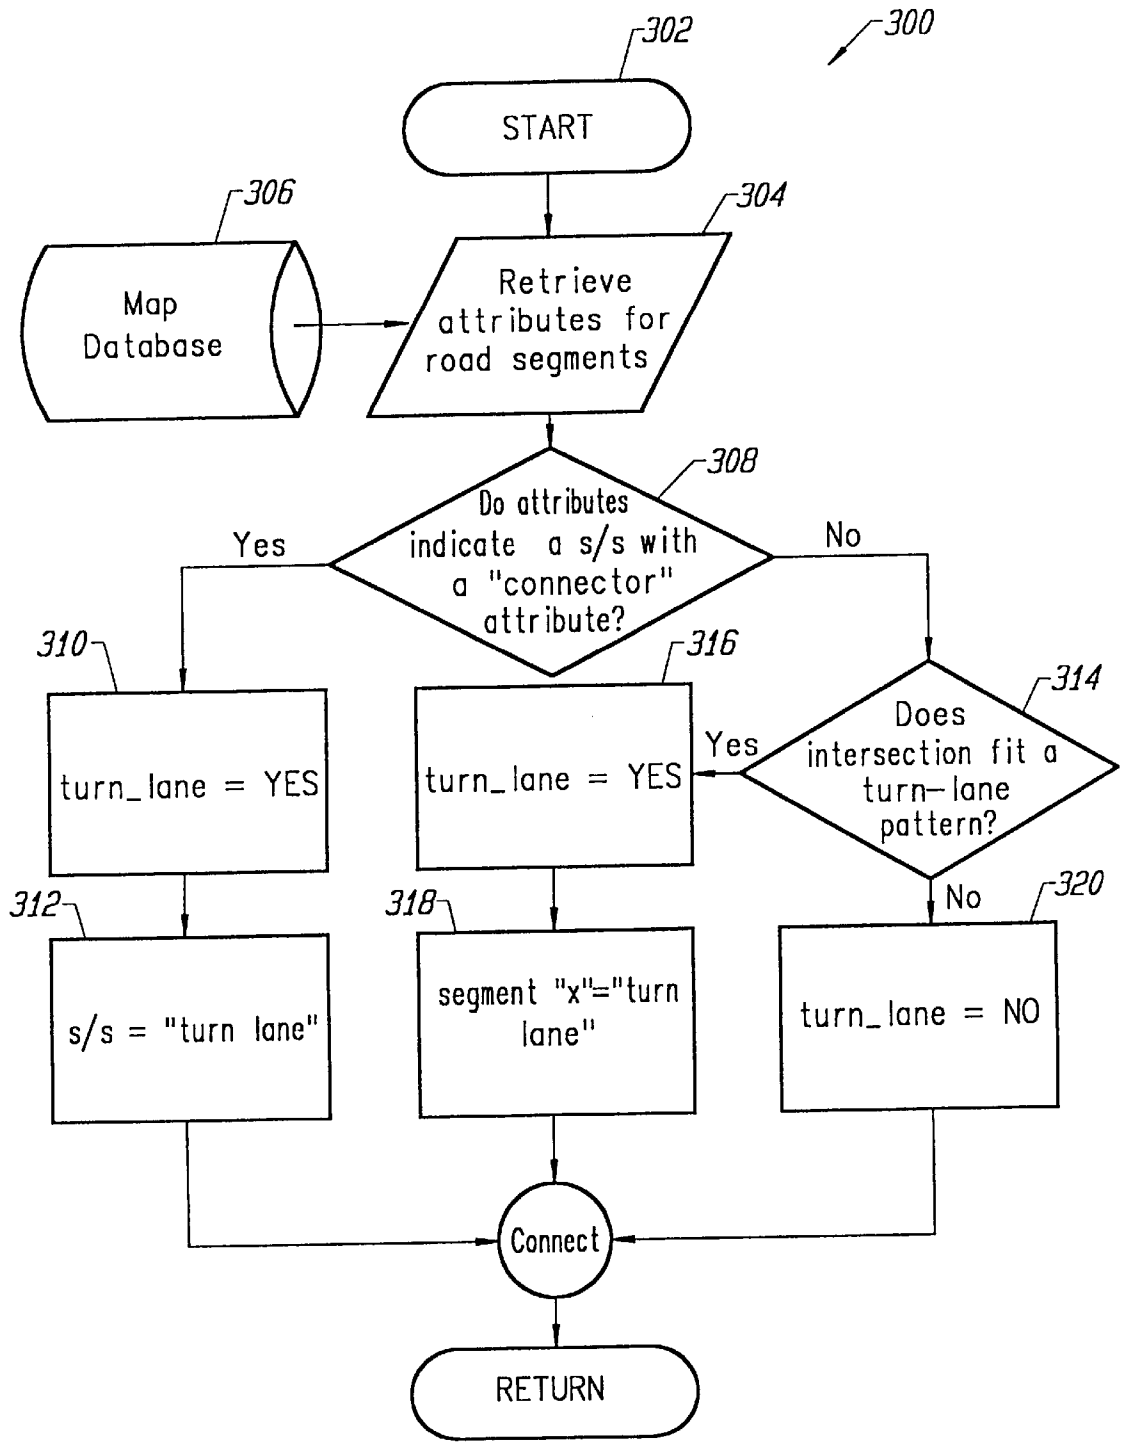 302
300
START
306
304
Map
Database
Retrieve
attributes for
road segments
308
Do attributes
indicate a s/s with
a "connector"
attribute?
Yes
No
310
316
314
turn_lane = YES
turn_lane = YES
Yes
Does
intersection fit a
turn-lane
pattern?
No
312
318
320
s/s = "turn lane"
segment "x"="turn
lane"
turn_lane = NO
Connect
RETURN